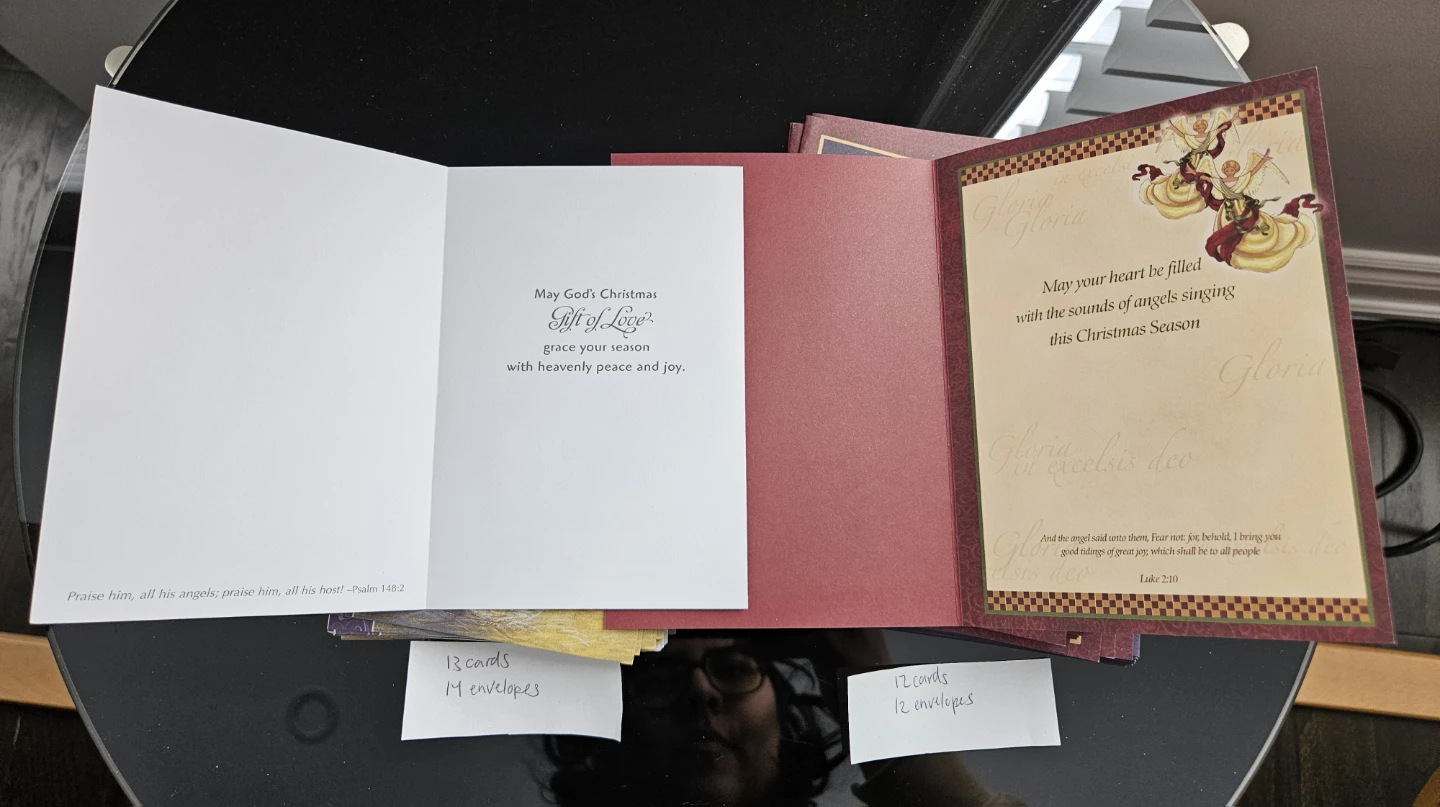 May God's Christmas
Gift of Love
grace your season
with heavenly peace and joy.
Praise him, all his angels; praise him, all his host! –Psalm 148:2
13 cards
14 envelopes
Gloria
in excelsis
Gloria
Gloria
May your heart be filled
with the sounds of angels singing
this Christmas Season
Gloria
Gloria
in excelsis deo
And the angel said unto them, Fear not: for, behold, I bring you
good tidings of great joy, which shall be to all people
Luke 2:10
12 cards
12 envelopes